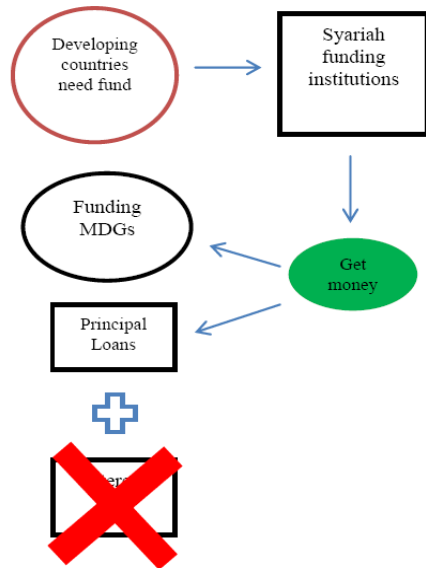 Developing
countries
need fund
Syariah
funding
institutions
Funding
MDGs
Get
money
Principal
Loans